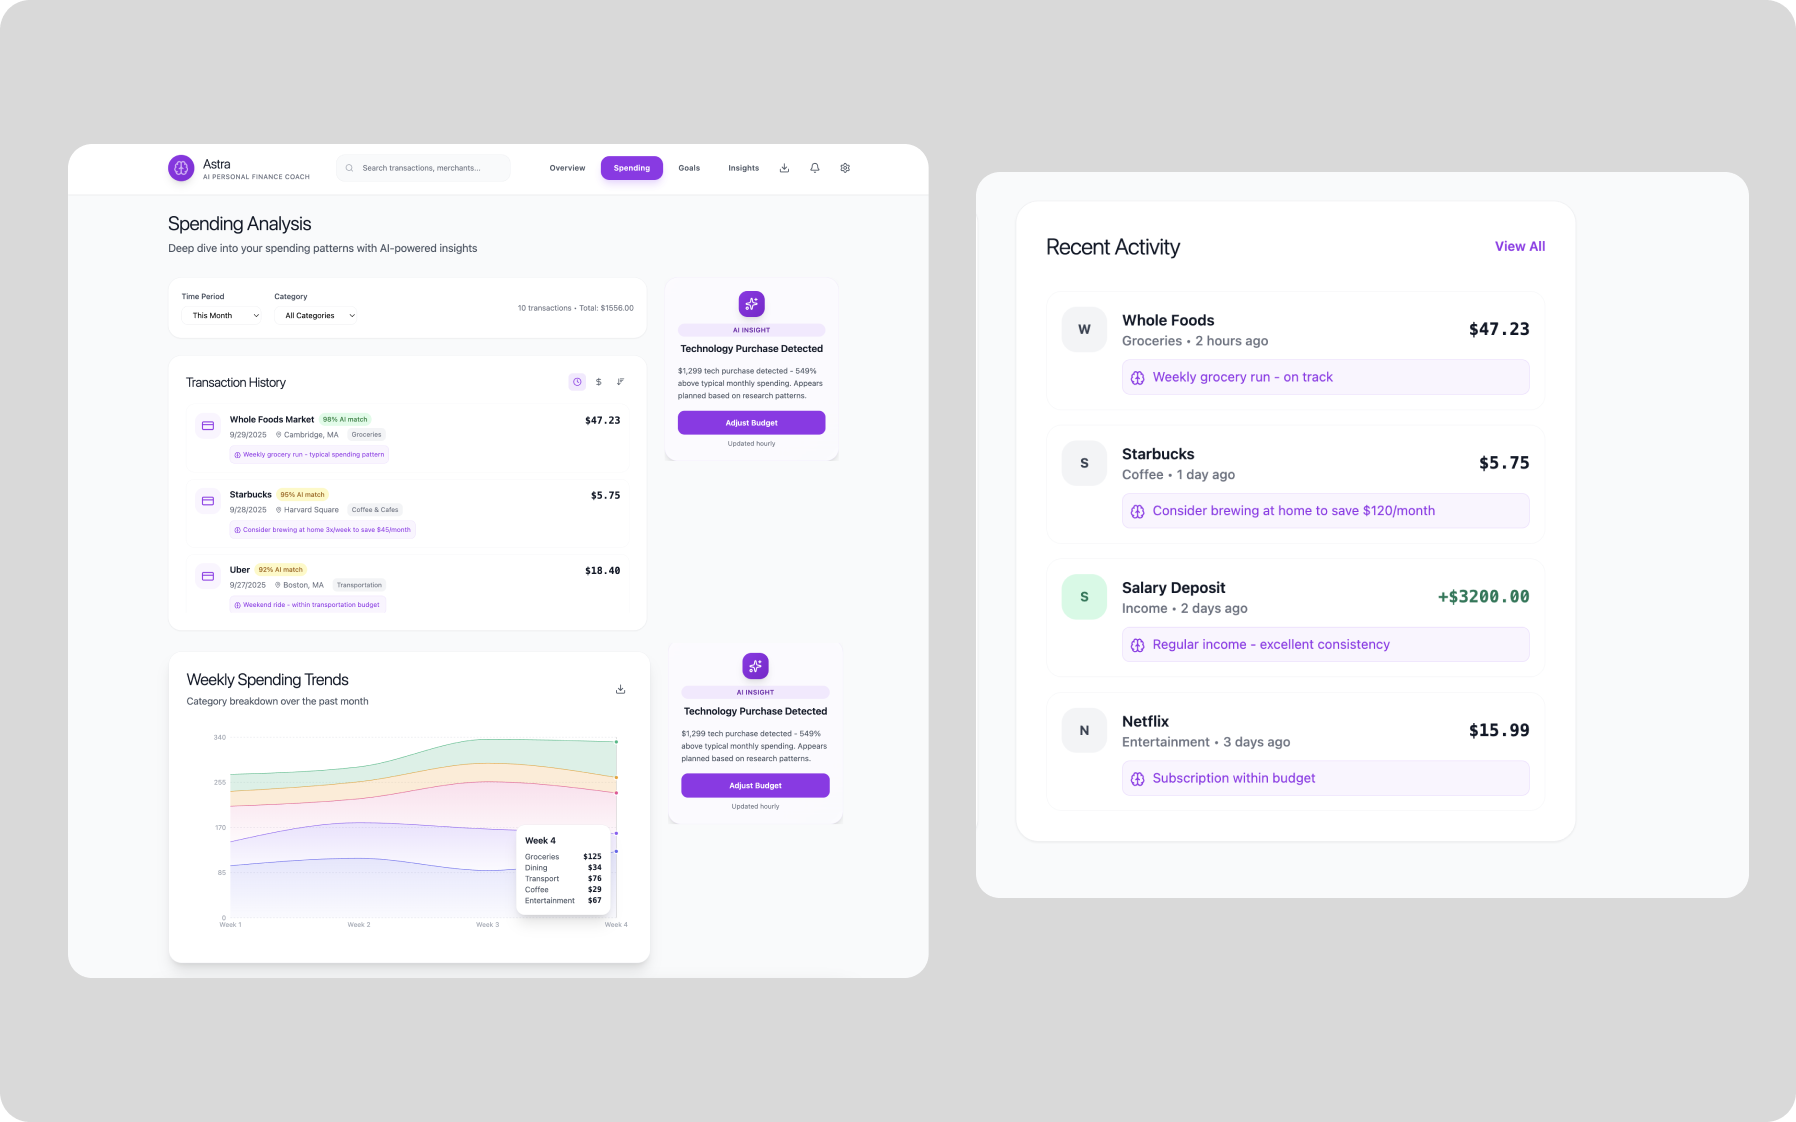 Astra
AI PERSONAL FINANCE COACH
Search transactions, merchants...
Overview
Spending
Goals
Insights
Spending Analysis
Deep dive into your spending patterns with AI-powered insights
Time Period
Category
This Month
All Categories
10 transactions • Total: $1556.00
Transaction History
Whole Foods Market
98% AI match
$47.23
9/29/2025
Cambridge, MA
Groceries
Weekly grocery run - typical spending pattern
Starbucks
95% AI match
$5.75
9/28/2025
Harvard Square
Coffee & Cafes
Consider brewing at home 3x/week to save $45/month
Uber
92% AI match
$18.40
9/27/2025
Boston, MA
Transportation
Weekend ride - within transportation budget
AI INSIGHT
Technology Purchase Detected
$1,299 tech purchase detected - 549%
above typical monthly spending. Appears
planned based on research patterns.
Adjust Budget
Updated hourly
Weekly Spending Trends
Category breakdown over the past month
340
255
170
85
0
Week 1
Week 2
Week 3
Week 4
Week 4
Groceries $125
Dining $34
Transport $76
Coffee $29
Entertainment $67
AI INSIGHT
Technology Purchase Detected
$1,299 tech purchase detected - 549%
above typical monthly spending. Appears
planned based on research patterns.
Adjust Budget
Updated hourly
Recent Activity
View All
W
Whole Foods
Groceries • 2 hours ago
$47.23
Weekly grocery run - on track
S
Starbucks
Coffee • 1 day ago
$5.75
Consider brewing at home to save $120/month
S
Salary Deposit
Income • 2 days ago
+$3200.00
Regular income - excellent consistency
N
Netflix
Entertainment • 3 days ago
$15.99
Subscription within budget